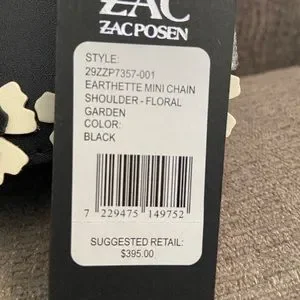 ZAC
ZAC POSEN
STYLE:
29ZZP7357-001
EARTHETTE MINI CHAIN
SHOULDER - FLORAL
GARDEN
COLOR:
BLACK
7 229475 149752
SUGGESTED RETAIL:
$395.00